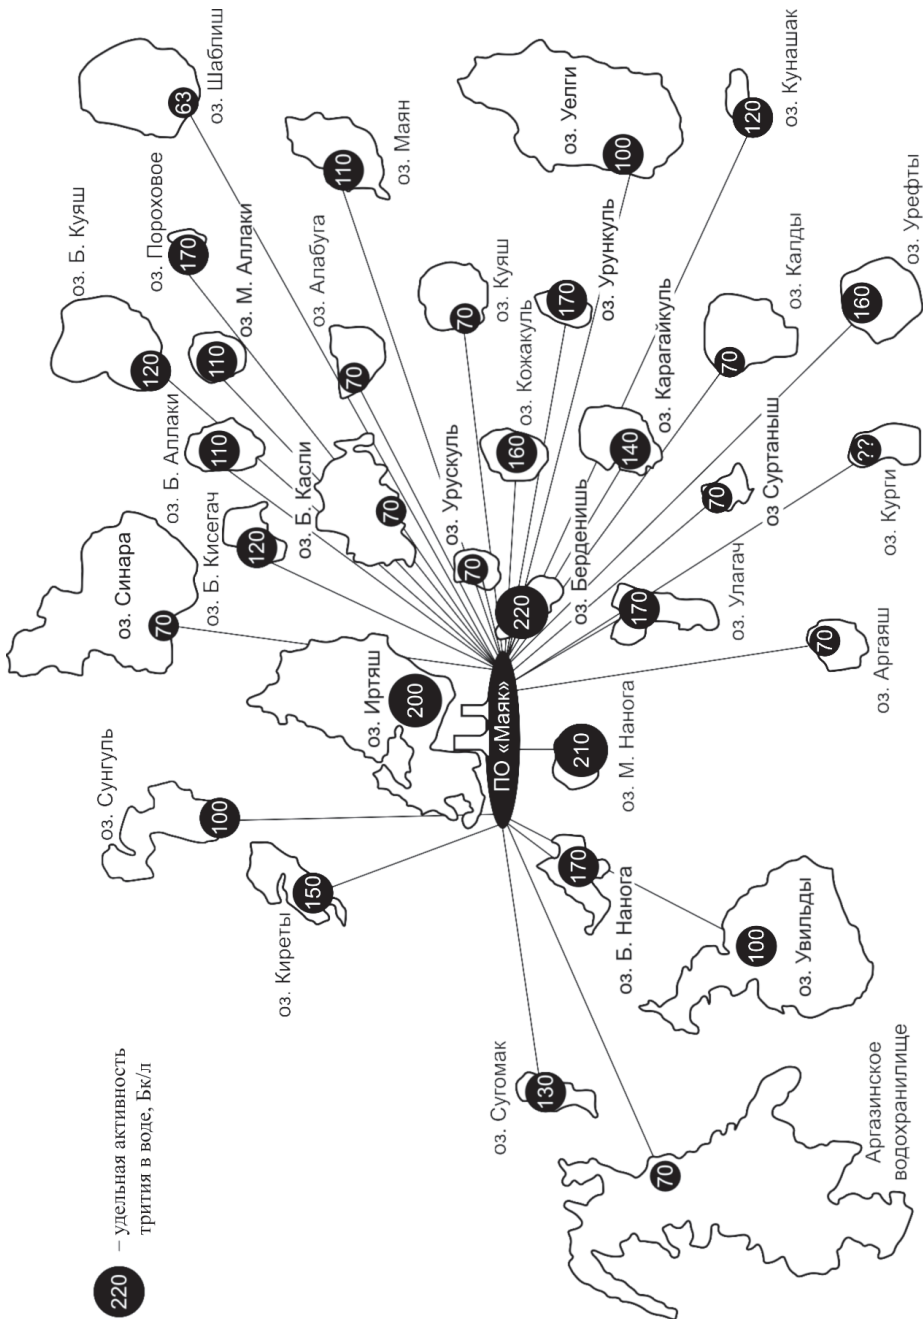 220
– удельная активность
трития в воде, Бк/л
оз. Киреты
150
оз. Сунгуль
100
оз. Синара
70
оз. Б. Кисегач
120
оз. Б. Аллаки
110
оз. Б. Куяш
120
оз. М. Аллаки
110
оз. Пороховое
170
оз. Шаблиш
63
оз. Иртяш
200
оз. Б. Касли
70
оз. Алабуга
70
оз. Маян
110
оз. Урускуль
70
оз. Куяш
70
оз. Кожакуль
160
оз. Урункуль
170
оз. Уелги
100
оз. Кунашак
120
ПО «Маяк»
оз. Берденишь
220
оз. Карагайкуль
140
оз. Калды
70
оз. Урефты
160
оз Суртаныш
70
оз. Курги
??
оз. Улагач
170
оз. Аргаяш
70
оз. М. Нанога
210
оз. Б. Нанога
170
оз. Увильды
100
оз. Сугомак
130
70
Аргазинское
водохранилище